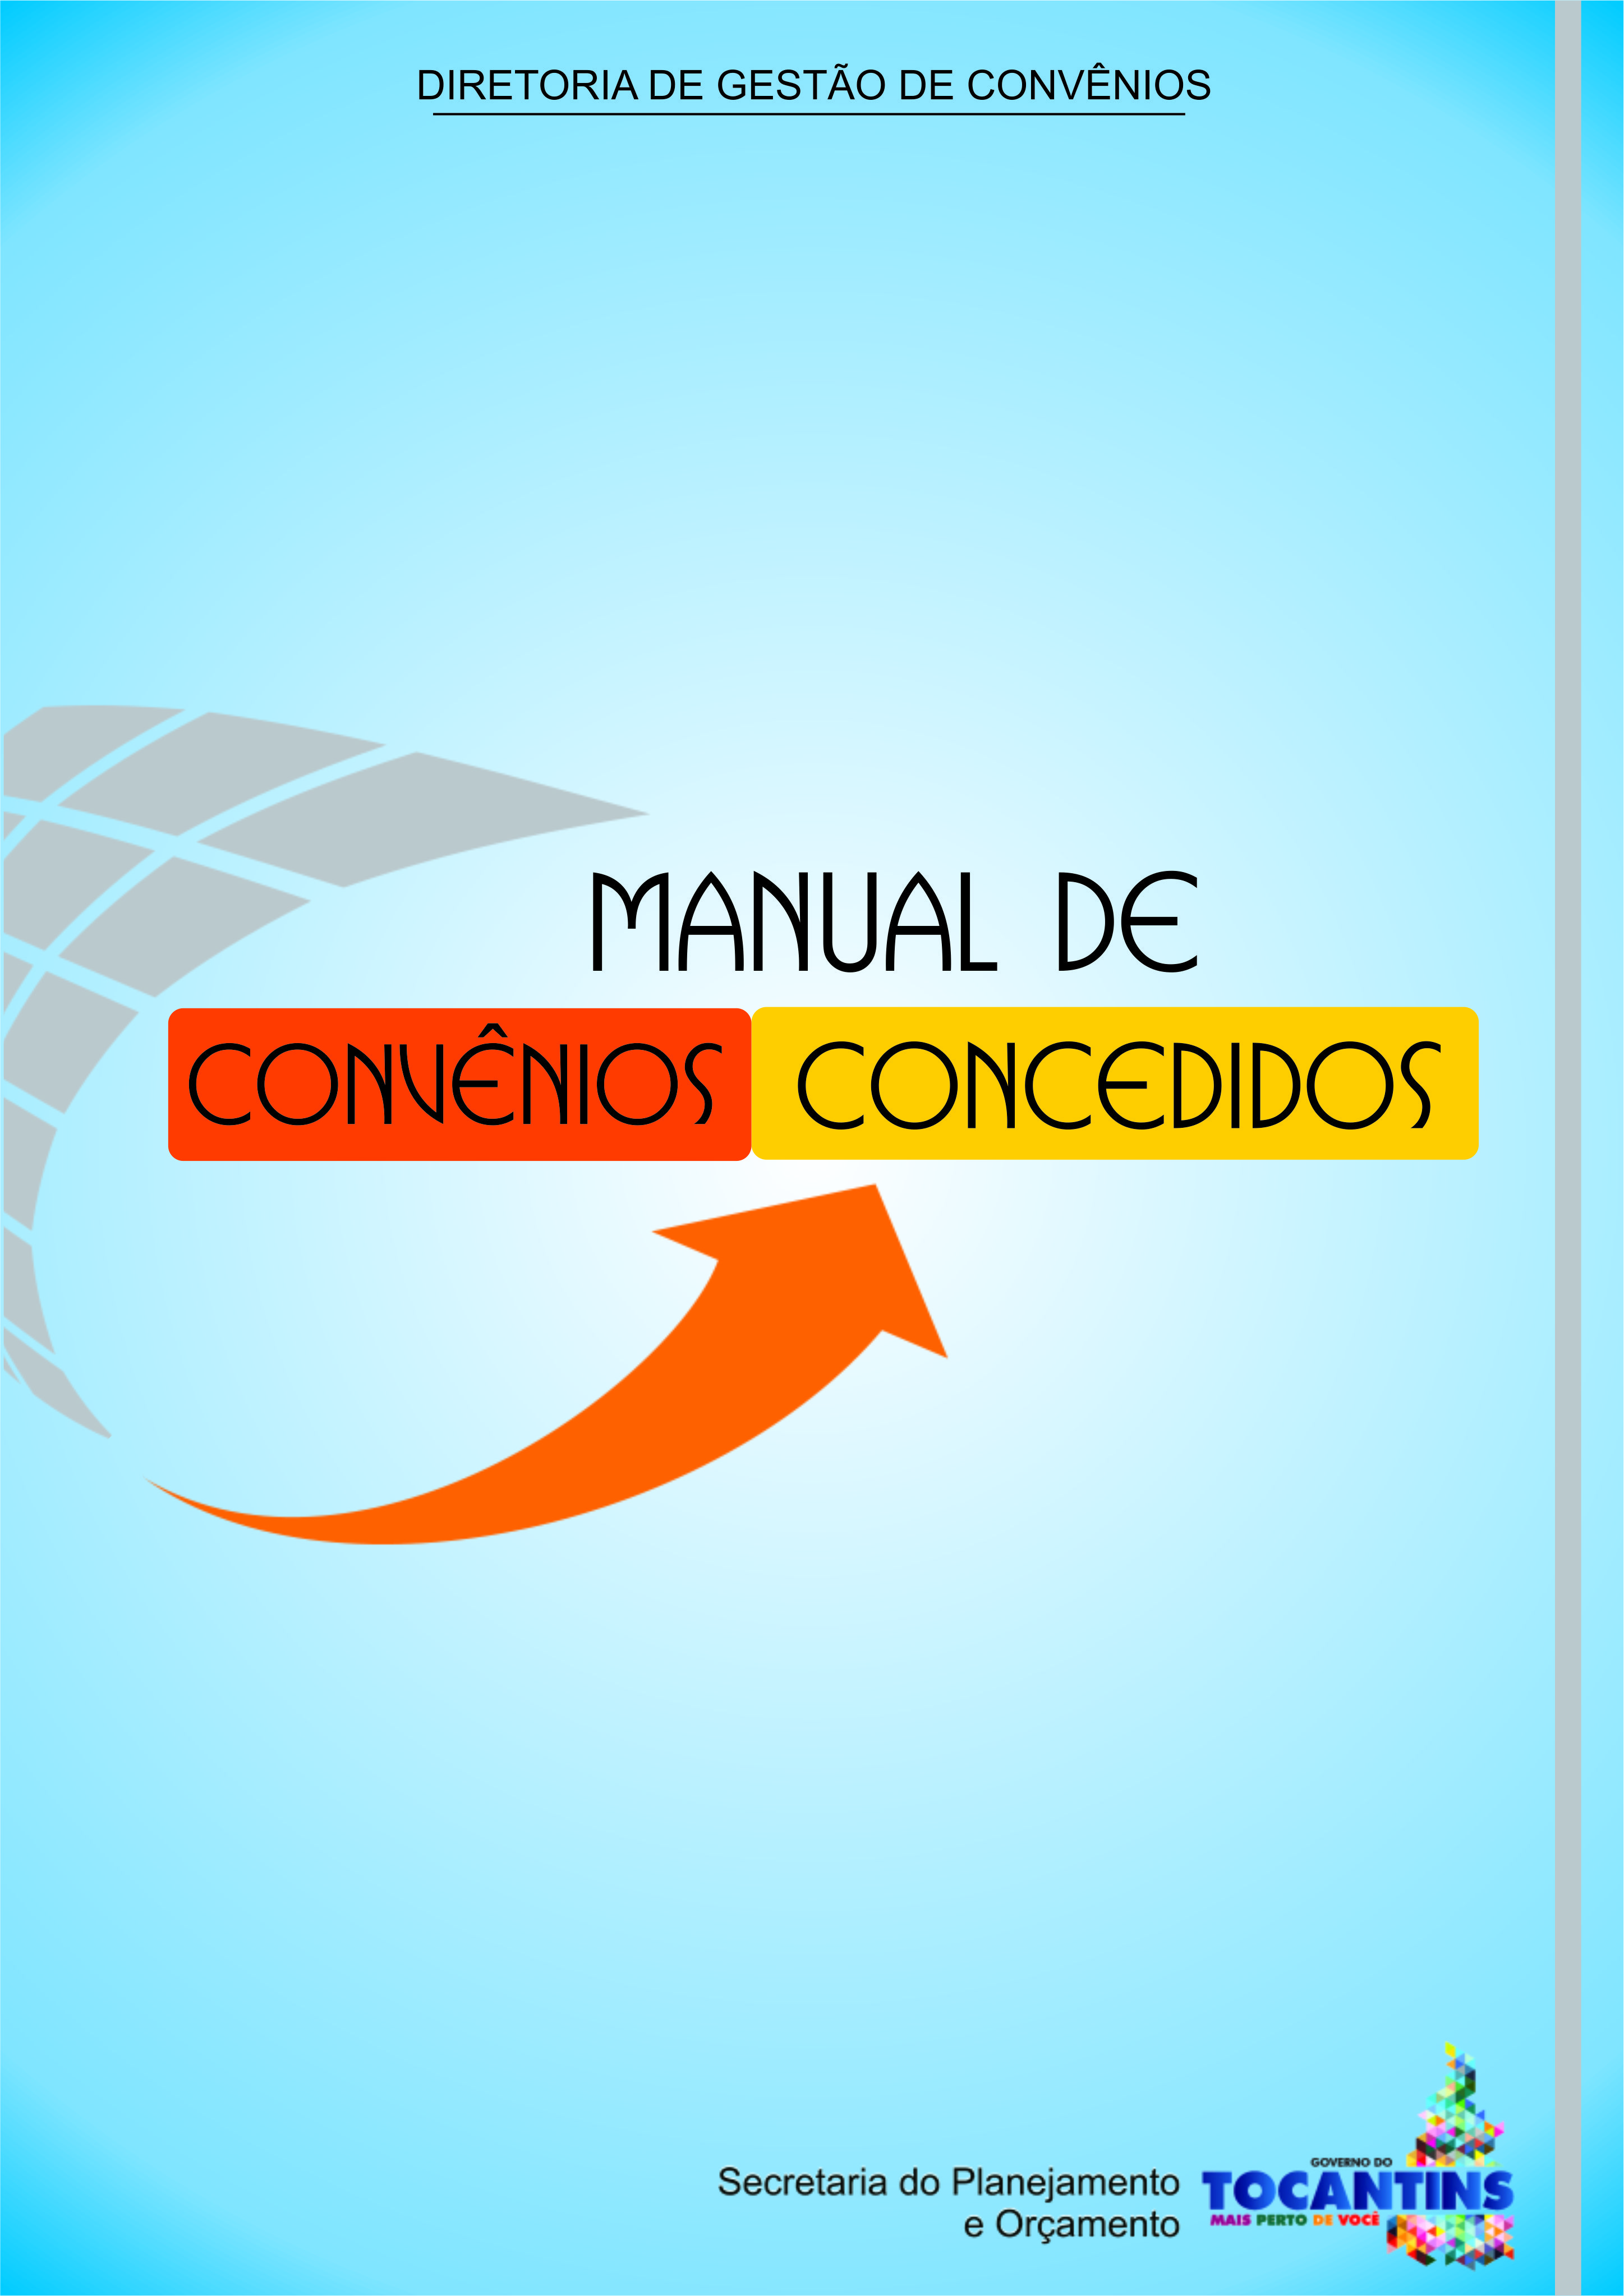 DIRETORIA DE GESTÃO DE CONVÊNIOS
MANUAL DE
CONVÊNIOS CONCEDIDOS
Secretaria do Planejamento
e Orçamento
GOVERNO DO
TOCANTINS
MAIS PERTO DE VOCÊ